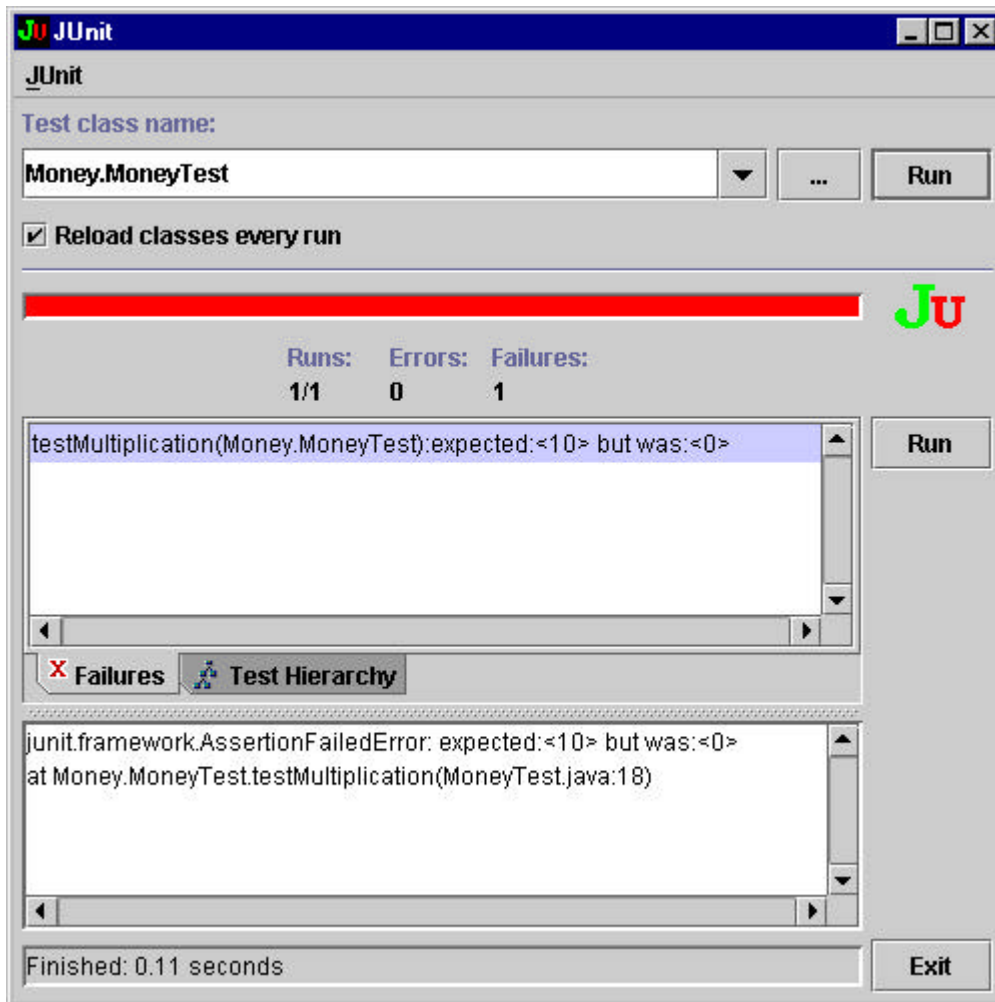 JU JUnit
JUnit
Test class name:
Money.MoneyTest ... Run
Reload classes every run
JU
Runs: Errors: Failures:
1/1 0 1
testMultiplication(Money.MoneyTest):expected:<10> but was:<0> Run
X Failures Test Hierarchy
junit.framework.AssertionFailedError: expected:<10> but was:<0>
at Money.MoneyTest.testMultiplication(MoneyTest.java:18)
Finished: 0.11 seconds Exit